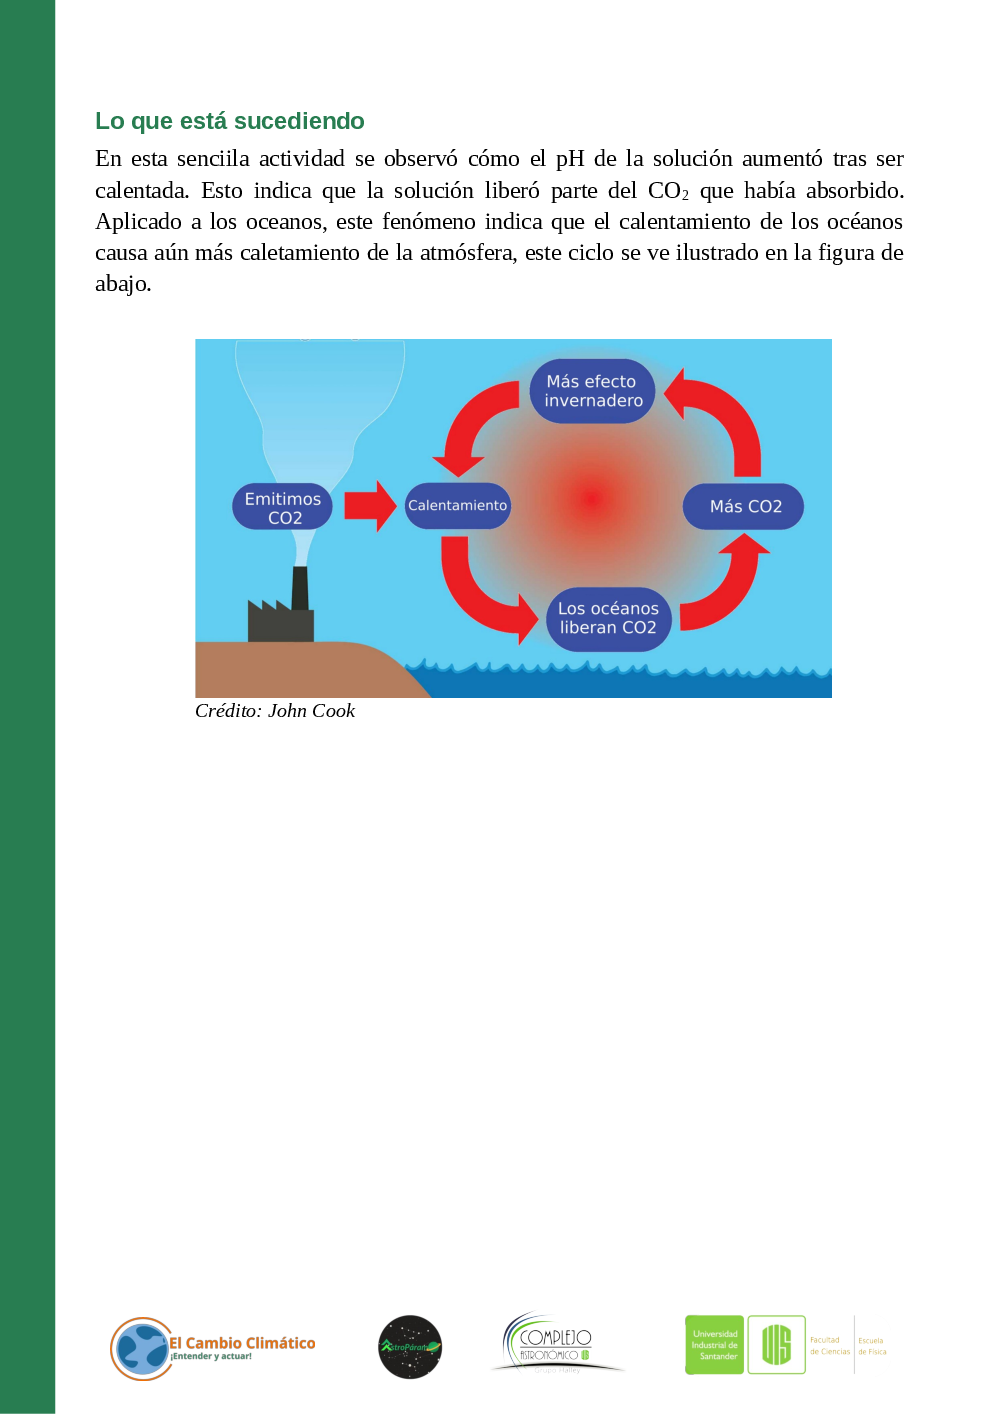 Lo que está sucediendo
En esta senciila actividad se observó cómo el pH de la solución aumentó tras ser
calentada. Esto indica que la solución liberó parte del CO₂ que había absorbido.
Aplicado a los oceanos, este fenómeno indica que el calentamiento de los océanos
causa aún más caletamiento de la atmósfera, este ciclo se ve ilustrado en la figura de
abajo.
Más efecto
invernadero
Emitimos
CO2
Calentamiento
Más CO2
Los océanos
liberan CO2
Crédito: John Cook
El Cambio Climático
¡Entender y actuar!
COMPLEJO
ASTRONÓMICO
Grupo Halley
Universidad
Industrial de
Santander
Facultad
de Ciencias
Escuela
de Física